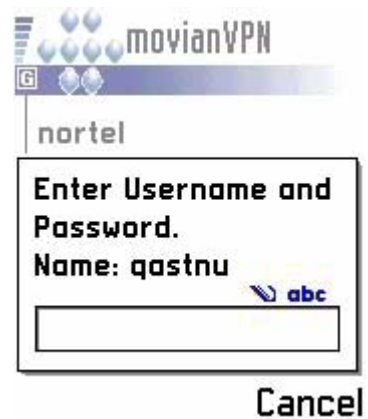 movianVPN
G
nortel
Enter Username and
Password.
Name: qastnu
abc
Cancel